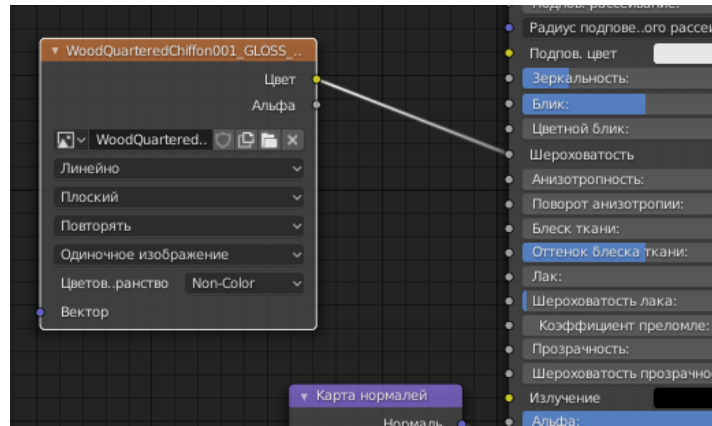 WoodQuarteredChiffon001_GLOSS_..
Цвет
Альфа
WoodQuartered..
Линейно
Плоский
Повторять
Одиночное изображение
Цветов..ранство Non-Color
Вектор
Карта нормалей
Нормаль
Подпов. рассеивание:
Радиус подпове..ого рассеи
Подпов. цвет
Зеркальность:
Блик:
Цветной блик:
Шероховатость
Анизотропность:
Поворот анизотропии:
Блеск ткани:
Оттенок блеска ткани:
Лак:
Шероховатость лака:
Коэффициент преломле:
Прозрачность:
Шероховатость прозрачно
Излучение
Альфа: